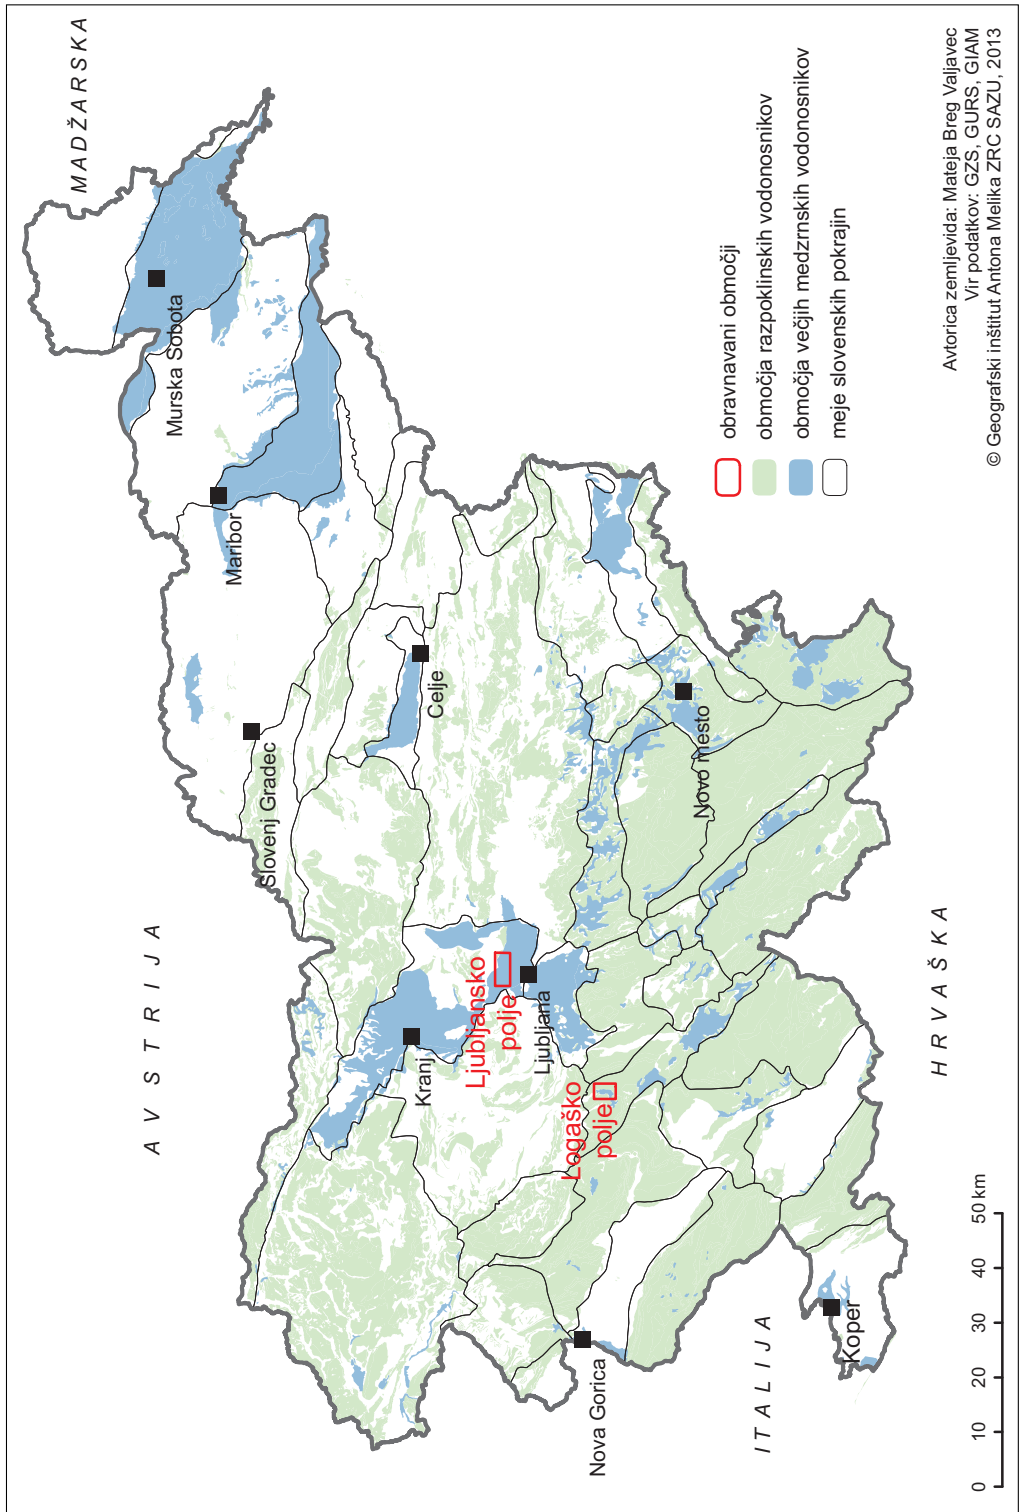 MADŽARSKA
AVSTRIJA
HRVAŠKA
ITALIJA
Murska Sobota
Maribor
Slovenj Gradec
Celje
Novo mesto
Kranj
Ljubljansko
polje
Ljubljana
Logaško
polje
Nova Gorica
Koper
obravnavani območji
območja razpoklinskih vodonosnikov
območja večjih medzrnskih vodonosnikov
meje slovenskih pokrajin
0 10 20 30 40 50 km
Avtorica zemljevida: Mateja Breg Valjavec
Vir podatkov: GZS, GURS, GIAM
© Geografski inštitut Antona Melika ZRC SAZU, 2013